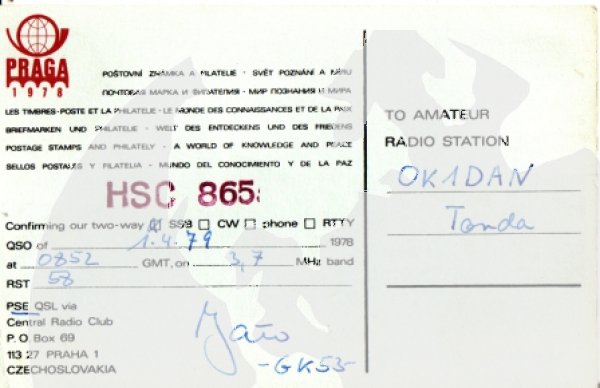 PRAGA
1978
POŠTOVNÍ ZNÁMKA A FILATELIE - SVĚT POZNÁNÍ A MÍRU
ПОЧТОВАЯ МАРКА И ФИЛАТЕЛИЯ - МИР ПОЗНАНИЯ И МИРА
LES TIMBRES-POSTE ET LA PHILATELIE - LE MONDE DES CONNAISSANCES ET DE LA PAIX
BRIEFMARKEN UND PHILATELIE - WELT DES ENTDECKENS UND DES FRIEDENS
POSTAGE STAMPS AND PHILATELY - A WORLD OF KNOWLEDGE AND PEACE
SELLOS POSTALES Y FILATELIA - MUNDO DEL CONOCIMIENTO Y DE LA PAZ
HSC 865
Confirming our two-way SSB CW phone RTTY
QSO of 1.4.79 1978
at 0852 GMT, on 3,7 MHz band
RST 58
PSE QSL via
Central Radio Club
P. O. Box 69
113 27 PRAHA 1
CZECHOSLOVAKIA
-GK55
TO AMATEUR
RADIO STATION
OK1DAN
Tonda